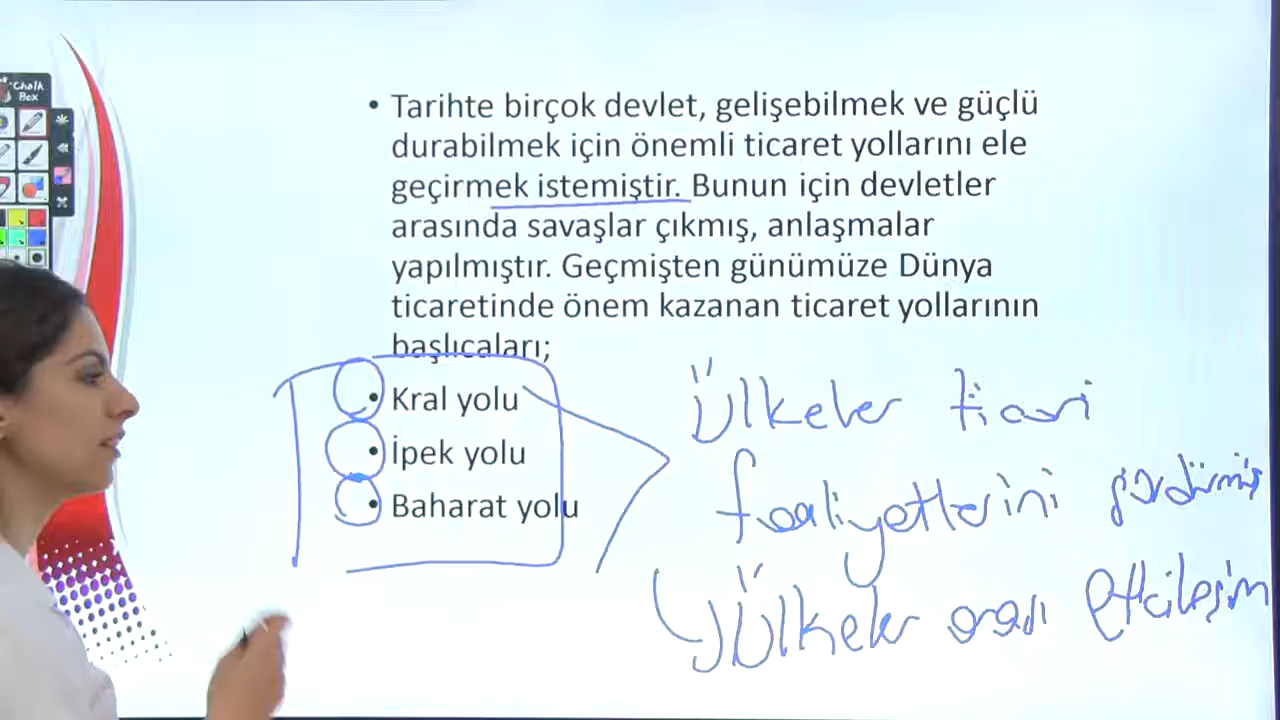 Chalk
Box
• Tarihte birçok devlet, gelişebilmek ve güçlü
durabilmek için önemli ticaret yollarını ele
geçirmek istemiştir. Bunun için devletler
arasında savaşlar çıkmış, anlaşmalar
yapılmıştır. Geçmişten günümüze Dünya
ticaretinde önem kazanan ticaret yollarının
başlıcaları;
• Kral yolu
• İpek yolu
• Baharat yolu
Ülkeler ticari
faaliyetlerini
Ülkeler arası etkileşim